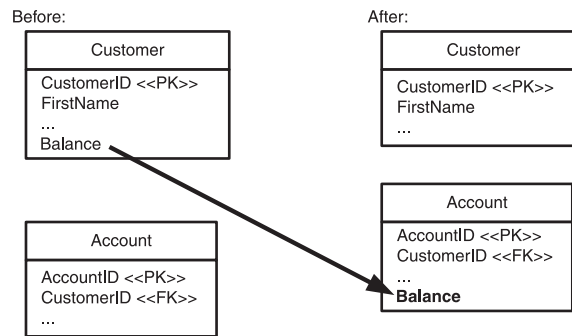 Before:
Customer
CustomerID <<PK>>
FirstName
...
Balance
Account
AccountID <<PK>>
CustomerID <<FK>>
...
After:
Customer
CustomerID <<PK>>
FirstName
...
Account
AccountID <<PK>>
CustomerID <<FK>>
...
Balance